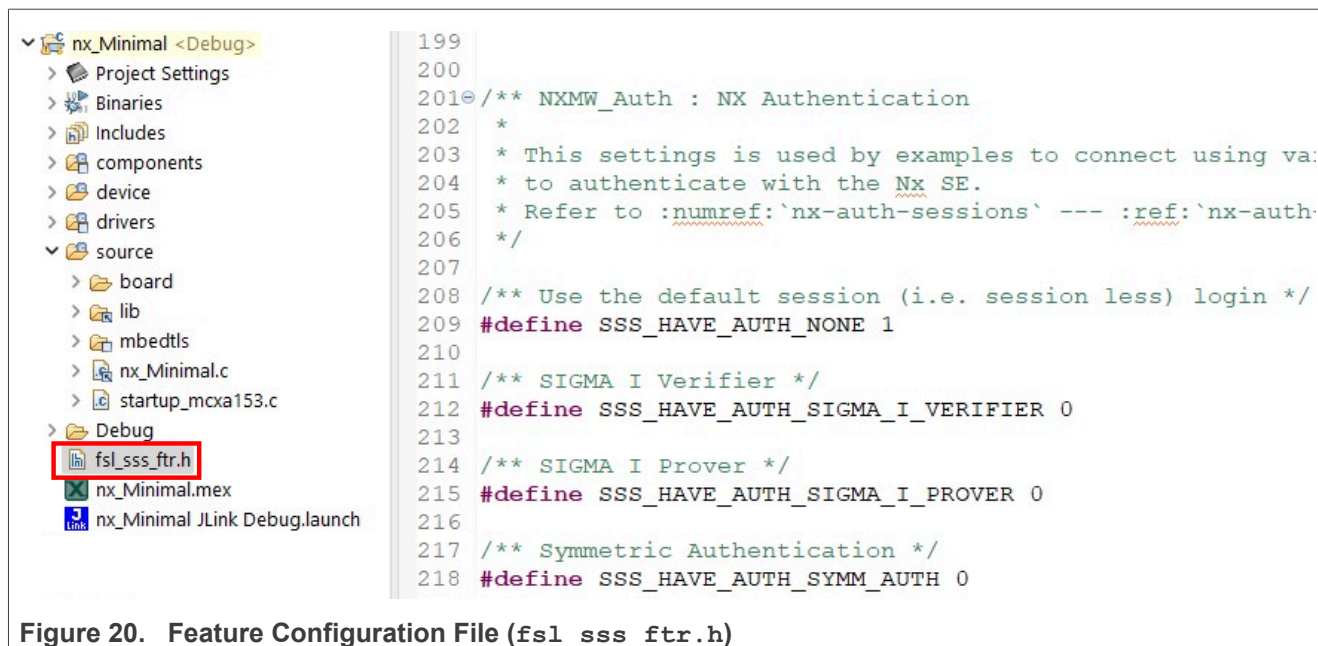 nx_Minimal <Debug>
Project Settings
Binaries
Includes
components
device
drivers
source
board
lib
mbedtls
nx_Minimal.c
startup_mcxa153.c
Debug
fsl_sss_ftr.h
nx_Minimal.mex
nx_Minimal JLink Debug.launch
199
200
201 /** NXMW_Auth : NX Authentication
202 *
203 * This settings is used by examples to connect using
204 * to authenticate with the Nx SE.
205 * Refer to :numref:`nx-auth-sessions` --- :ref:`nx-auth-
206 */
207
208 /** Use the default session (i.e. session less) login */
209 #define SSS_HAVE_AUTH_NONE 1
210
211 /** SIGMA I Verifier */
212 #define SSS_HAVE_AUTH_SIGMA_I_VERIFIER 0
213
214 /** SIGMA I Prover */
215 #define SSS_HAVE_AUTH_SIGMA_I_PROVER 0
216
217 /** Symmetric Authentication */
218 #define SSS_HAVE_AUTH_SYMM_AUTH 0
Figure 20. Feature Configuration File (fsl sss ftr.h)